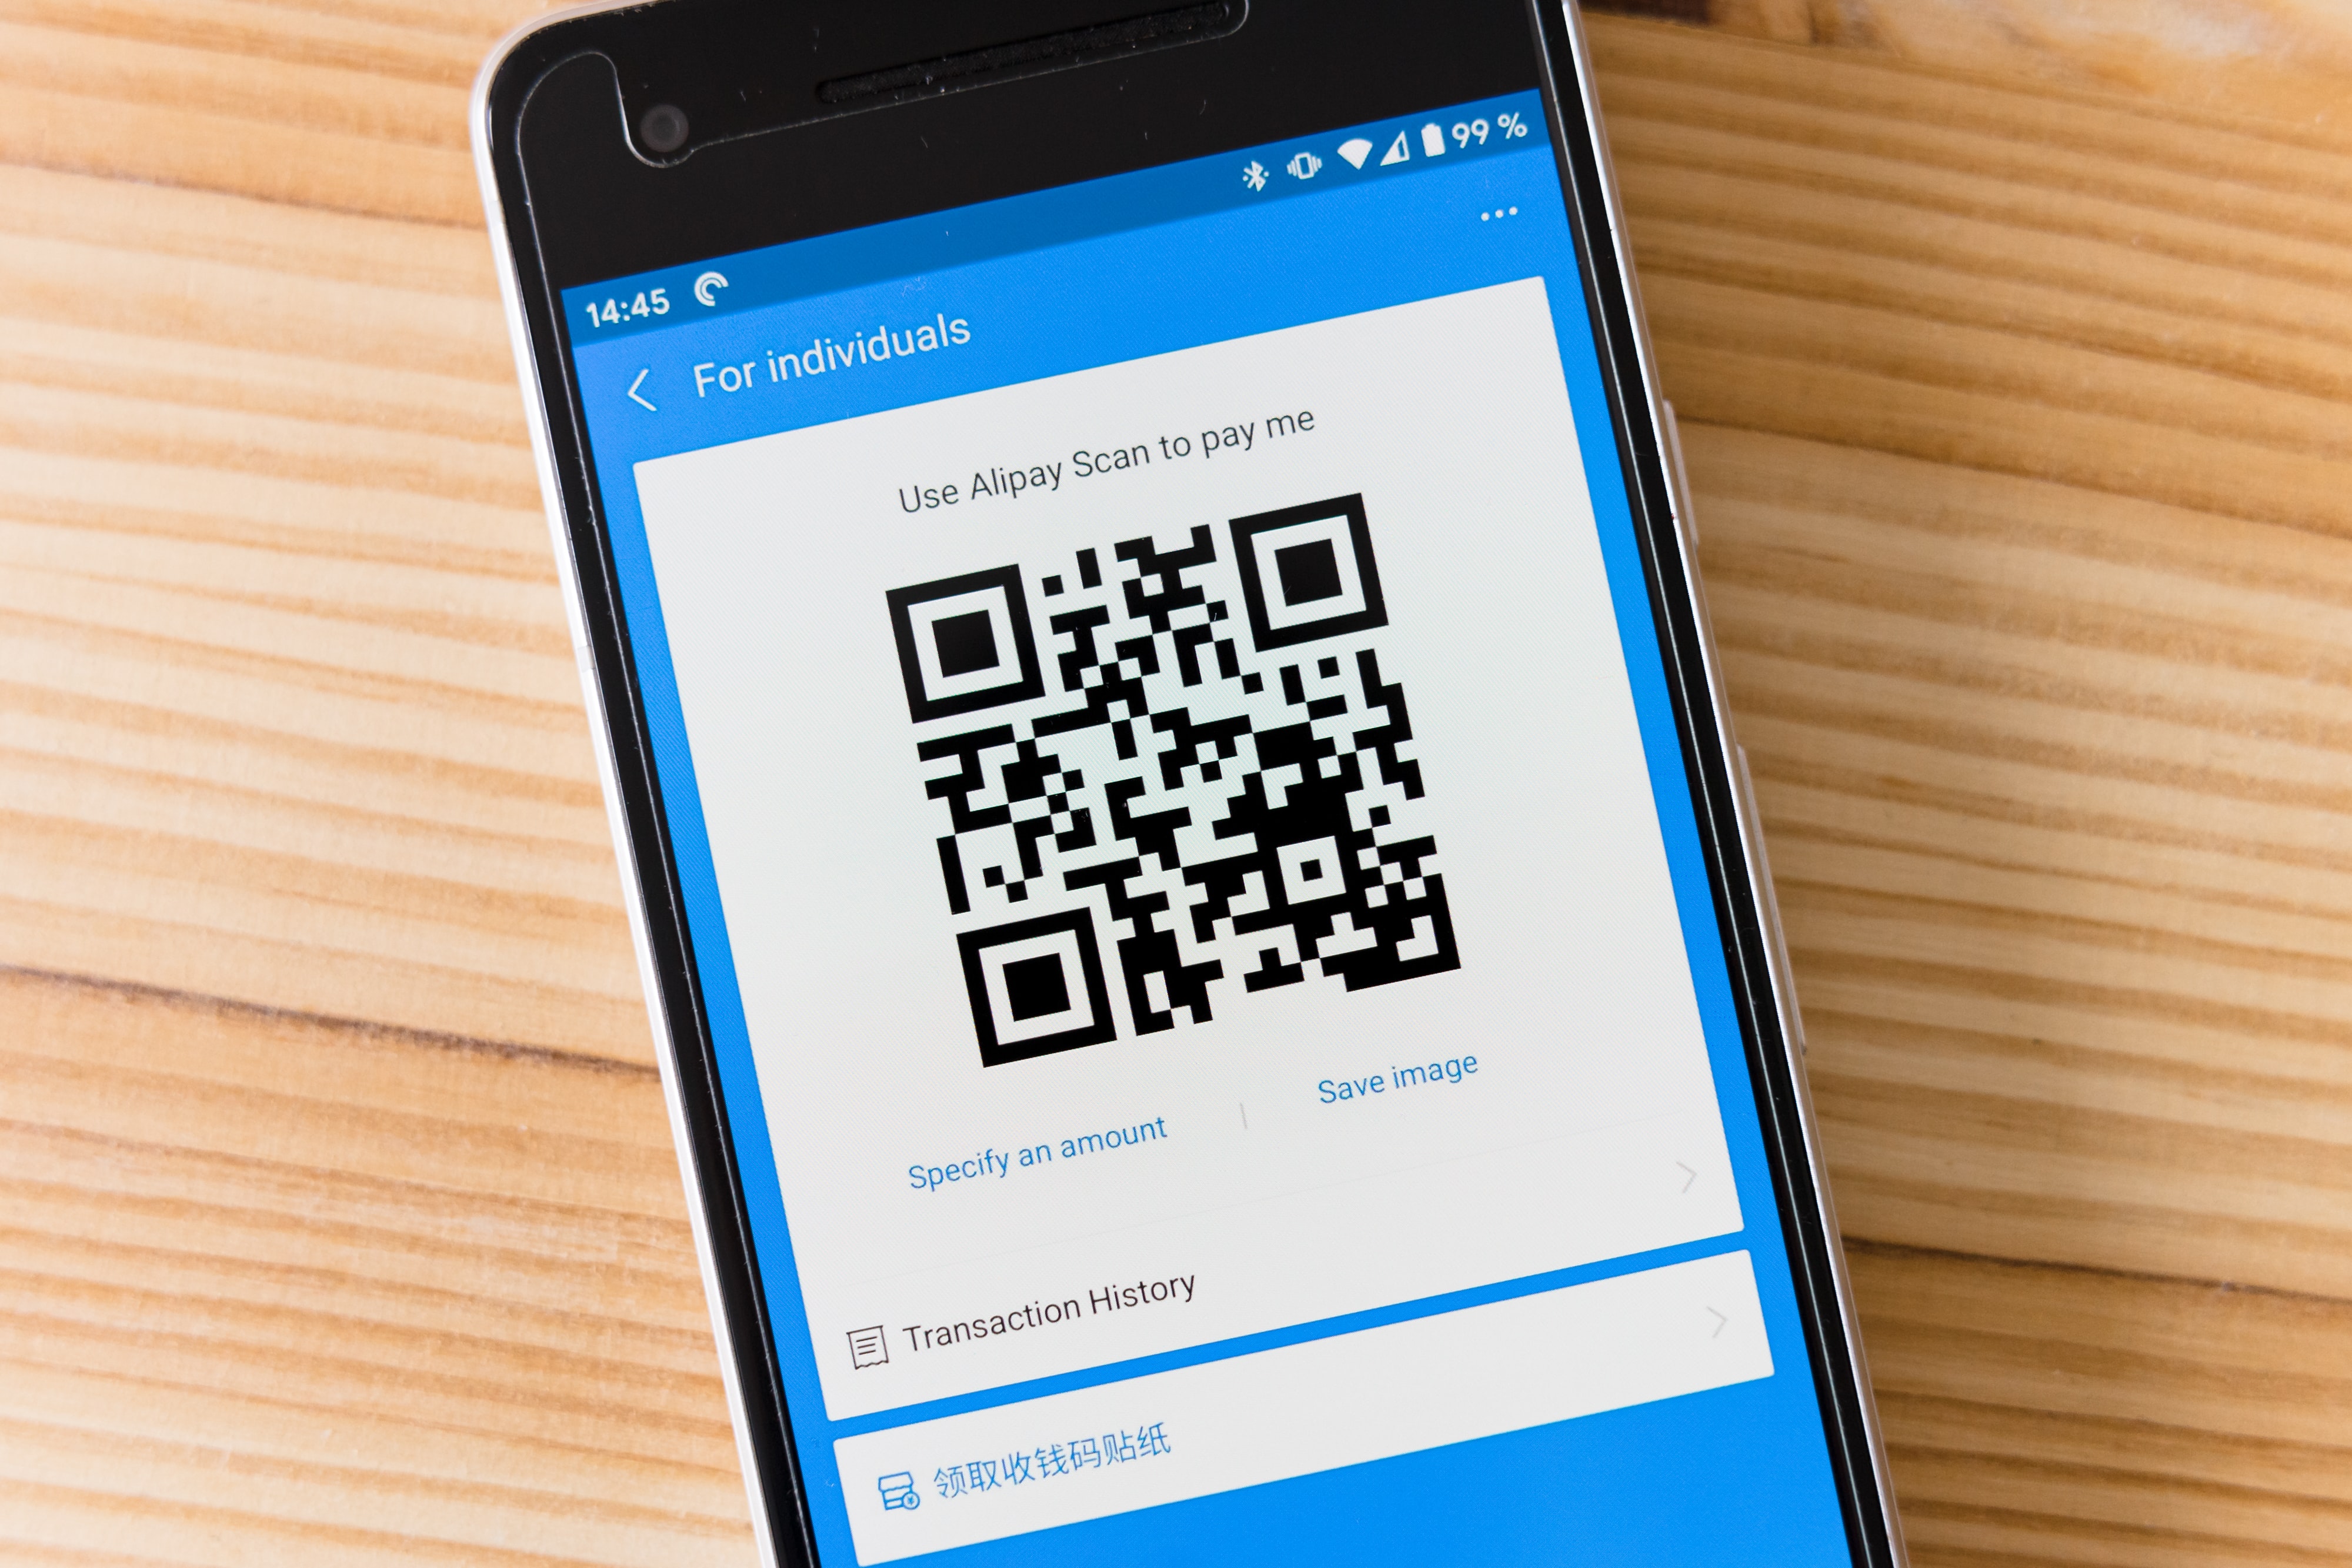 14:45 99 %
For individuals
Use Alipay Scan to pay me
Specify an amount | Save image
Transaction History
领取收钱码贴纸